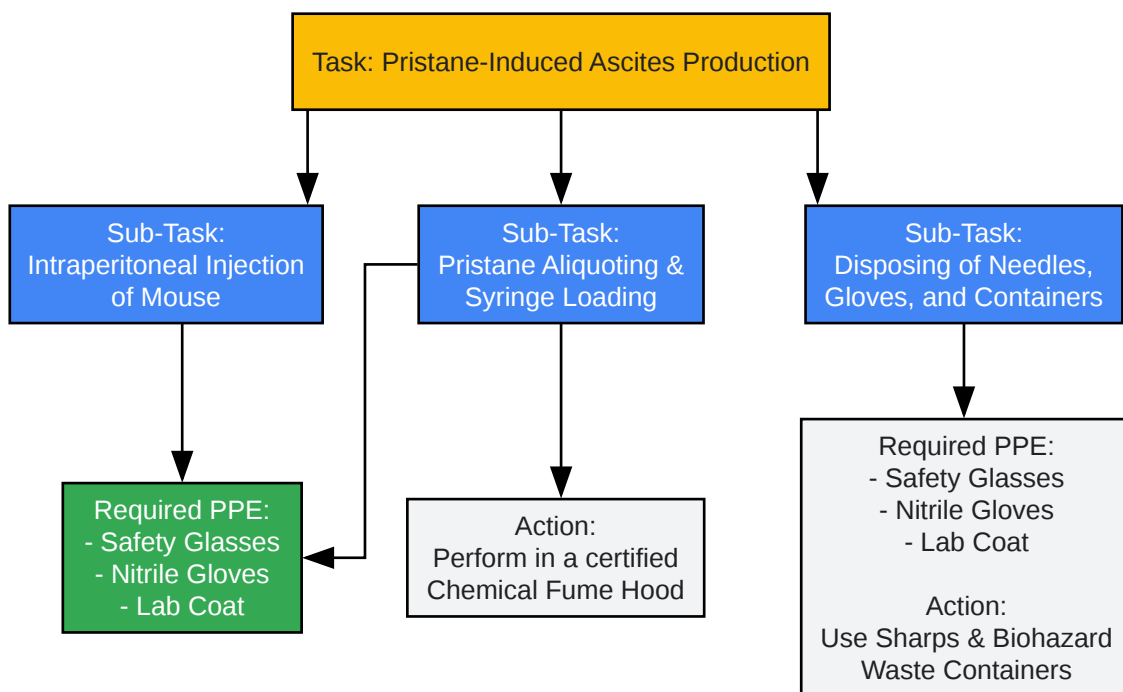 Task: Pristane-Induced Ascites Production
Sub-Task:
Intraperitoneal Injection
of Mouse
Sub-Task:
Pristane Aliquoting &
Syringe Loading
Sub-Task:
Disposing of Needles,
Gloves, and Containers
Required PPE:
- Safety Glasses
- Nitrile Gloves
- Lab Coat
Action:
Perform in a certified
Chemical Fume Hood
Required PPE:
- Safety Glasses
- Nitrile Gloves
- Lab Coat
Action:
Use Sharps & Biohazard
Waste Containers